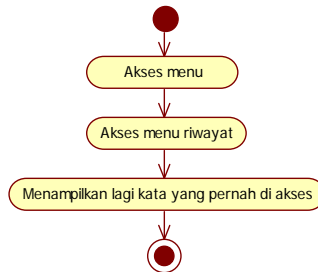 Akses menu
Akses menu riwayat
Menampilkan lagi kata yang pernah di akses